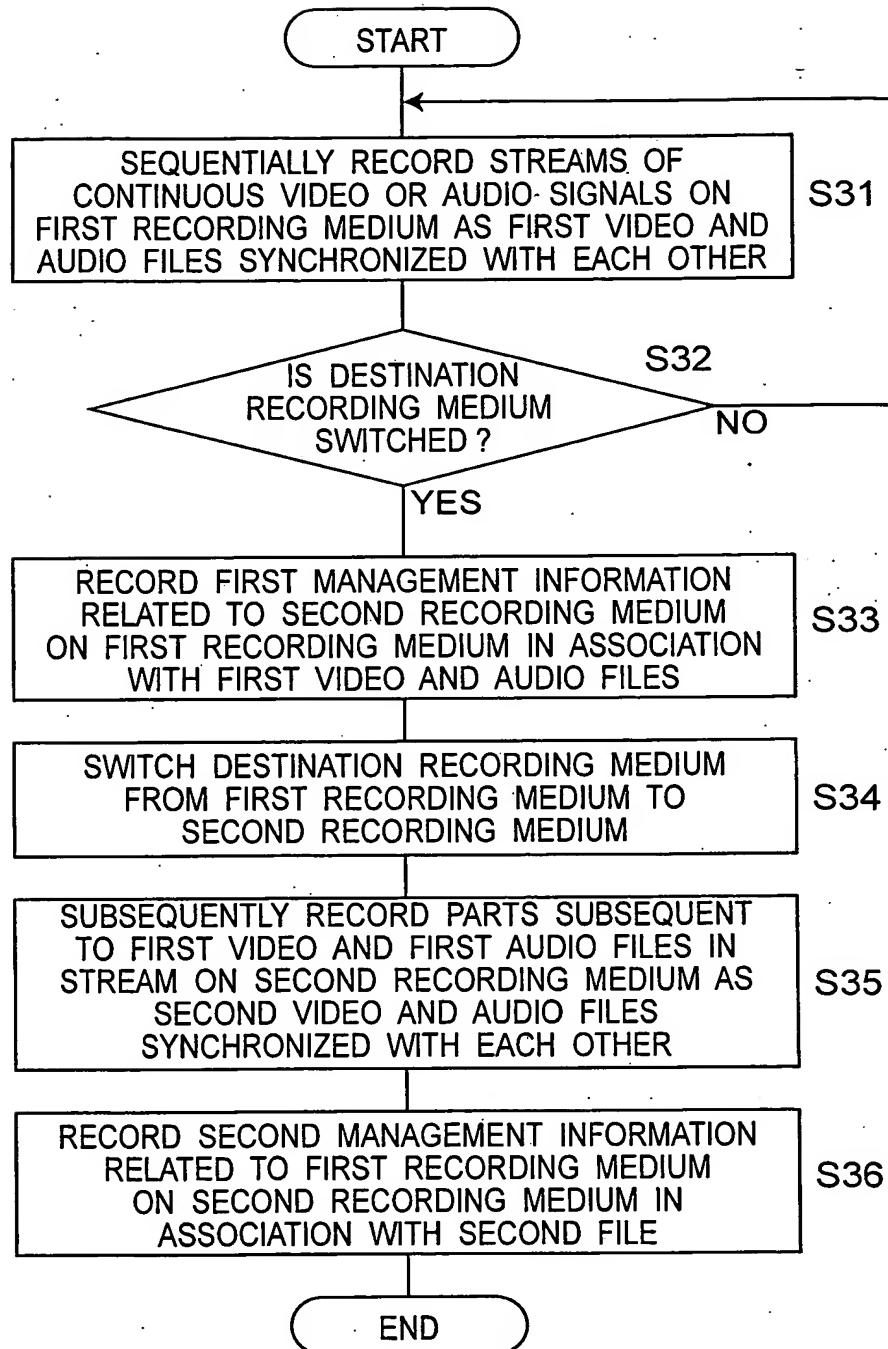 START
SEQUENTIALLY RECORD STREAMS OF
CONTINUOUS VIDEO OR AUDIO SIGNALS ON
FIRST RECORDING MEDIUM AS FIRST VIDEO AND
AUDIO FILES SYNCHRONIZED WITH EACH OTHER
S31
IS DESTINATION
RECORDING MEDIUM
SWITCHED ?
S32
NO
YES
RECORD FIRST MANAGEMENT INFORMATION
RELATED TO SECOND RECORDING MEDIUM
ON FIRST RECORDING MEDIUM IN ASSOCIATION
WITH FIRST VIDEO AND AUDIO FILES
S33
SWITCH DESTINATION RECORDING MEDIUM
FROM FIRST RECORDING MEDIUM TO
SECOND RECORDING MEDIUM
S34
SUBSEQUENTLY RECORD PARTS SUBSEQUENT
TO FIRST VIDEO AND FIRST AUDIO FILES IN
STREAM ON SECOND RECORDING MEDIUM AS
SECOND VIDEO AND AUDIO FILES
SYNCHRONIZED WITH EACH OTHER
S35
RECORD SECOND MANAGEMENT INFORMATION
RELATED TO FIRST RECORDING MEDIUM
ON SECOND RECORDING MEDIUM IN
ASSOCIATION WITH SECOND FILE
S36
END